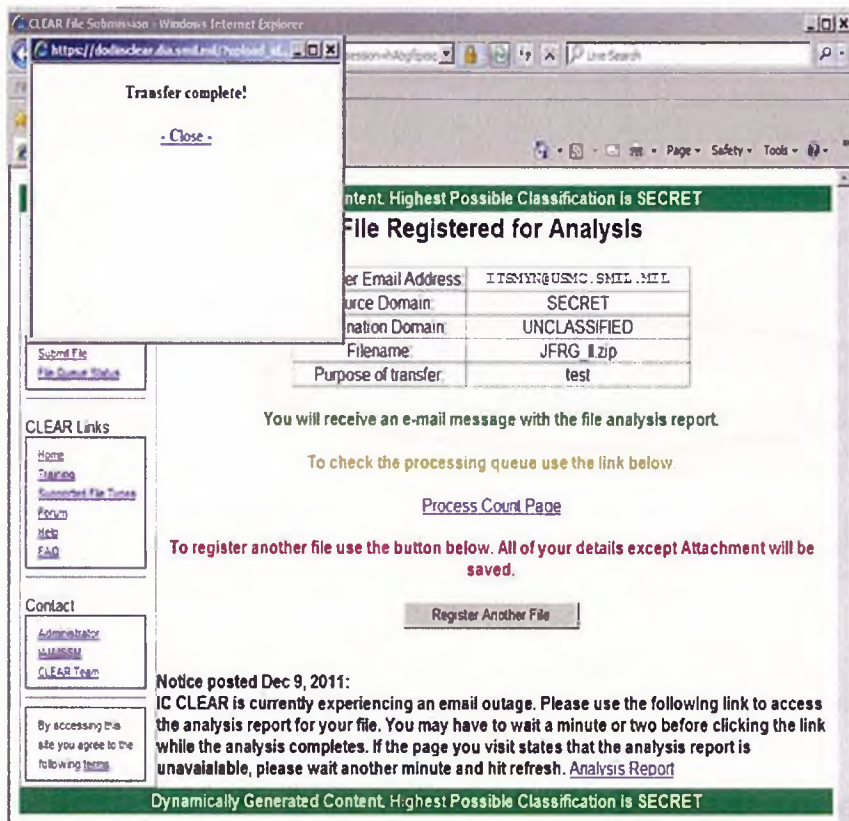 CLEAR File Submission - Windows Internet Explorer
Live Search
Transfer complete!
- Close -
Page Safety Tools
ntent. Highest Possible Classification is SECRET
File Registered for Analysis
er Email Address: ITSMYN@USMC.SMIL.MIL
urce Domain: SECRET
nation Domain: UNCLASSIFIED
Filename JFRG_II.zip
Purpose of transfer: test
Submit File
File Queue Status
You will receive an e-mail message with the file analysis report.
CLEAR Links
Home
Training
Supported File Types
Forum
Help
FAQ
To check the processing queue use the link below.
Process Count Page
To register another file use the button below. All of your details except Attachment will be
saved.
Register Another File
Contact
Administrator
CLEAR Team
By accessing this
site you agree to the
following terms
Notice posted Dec 9, 2011:
IC CLEAR is currently experiencing an email outage. Please use the following link to access
the analysis report for your file. You may have to wait a minute or two before clicking the link
while the analysis completes. If the page you visit states that the analysis report is
unavaialable, please wait another minute and hit refresh. Analysis Report
Dynamically Generated Content. Highest Possible Classification is SECRET